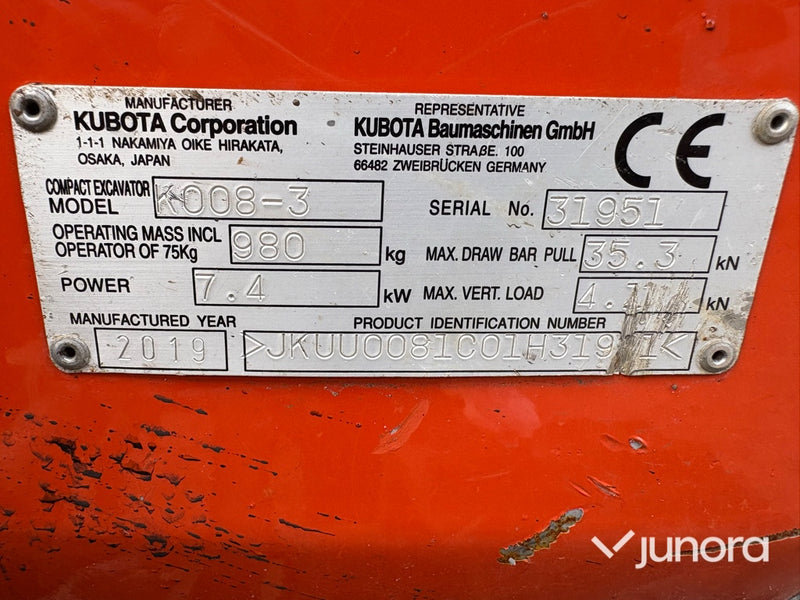 MANUFACTURER
KUBOTA Corporation
1-1-1 NAKAMIYA OIKE HIRAKATA,
OSAKA, JAPAN
REPRESENTATIVE
KUBOTA Baumaschinen GmbH
STEINHAUSER STRAßE. 100
66482 ZWEIBRÜCKEN GERMANY
CE
COMPACT EXCAVATOR
MODEL K008-3
SERIAL No. 31951
OPERATING MASS INCL
OPERATOR OF 75Kg 980 kg
MAX. DRAW BAR PULL 35.3 kN
POWER 7.4 kW
MAX. VERT. LOAD kN
MANUFACTURED YEAR
2019
PRODUCT IDENTIFICATION NUMBER
junora